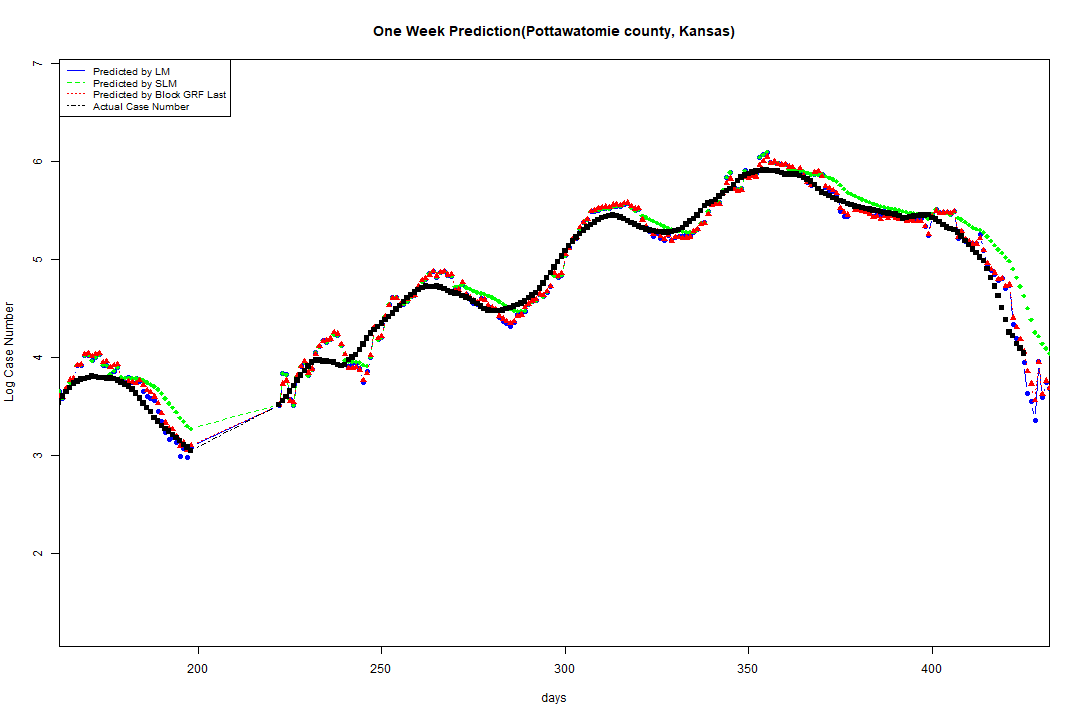 One Week Prediction(Pottawatomie county, Kansas)
Predicted by LM
Predicted by SLM
Predicted by Block GRF Last
Actual Case Number
7
6
5
4
3
2
Log Case Number
200 250 300 350 400
days